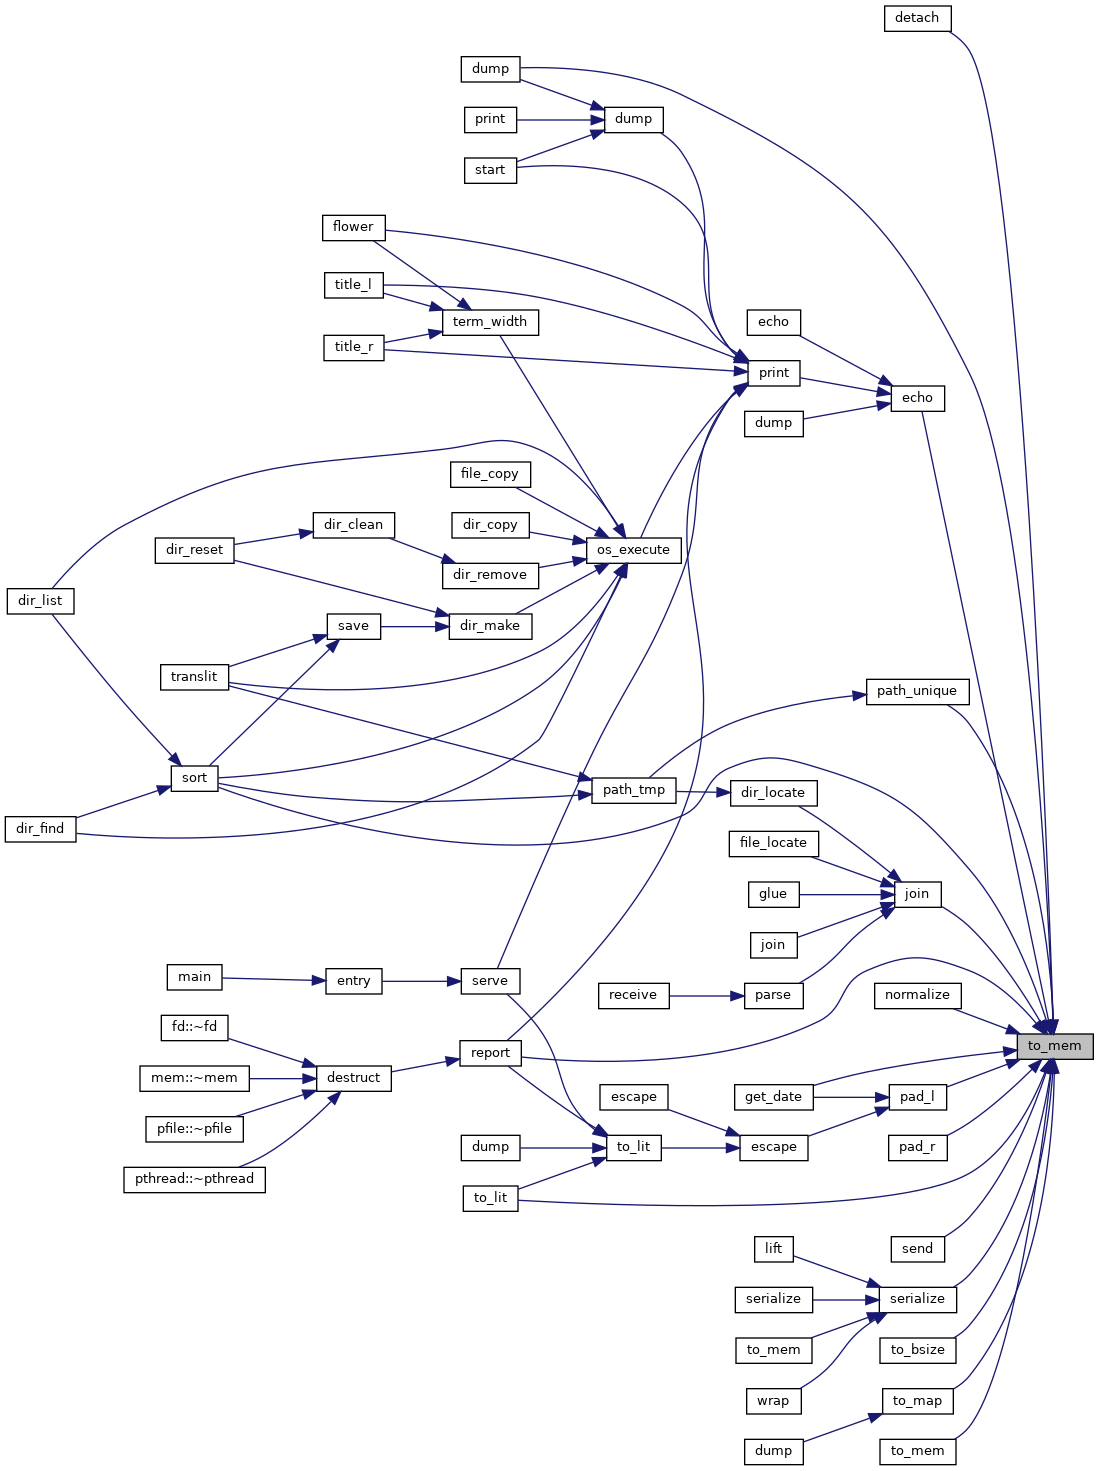 detach
dump
print
start
dump
flower
title_l
title_r
term_width
echo
print
dump
echo
file_copy
dir_copy
dir_clean
dir_reset
dir_remove
os_execute
dir_list
save
dir_make
translit
path_unique
sort
path_tmp
dir_locate
dir_find
file_locate
glue
join
join
main
entry
serve
receive
parse
normalize
fd::~fd
mem::~mem
pfile::~pfile
pthread::~pthread
destruct
report
to_mem
escape
get_date
pad_l
dump
to_lit
escape
pad_r
to_lit
lift
send
serialize
serialize
to_mem
to_bsize
wrap
to_map
dump
to_mem